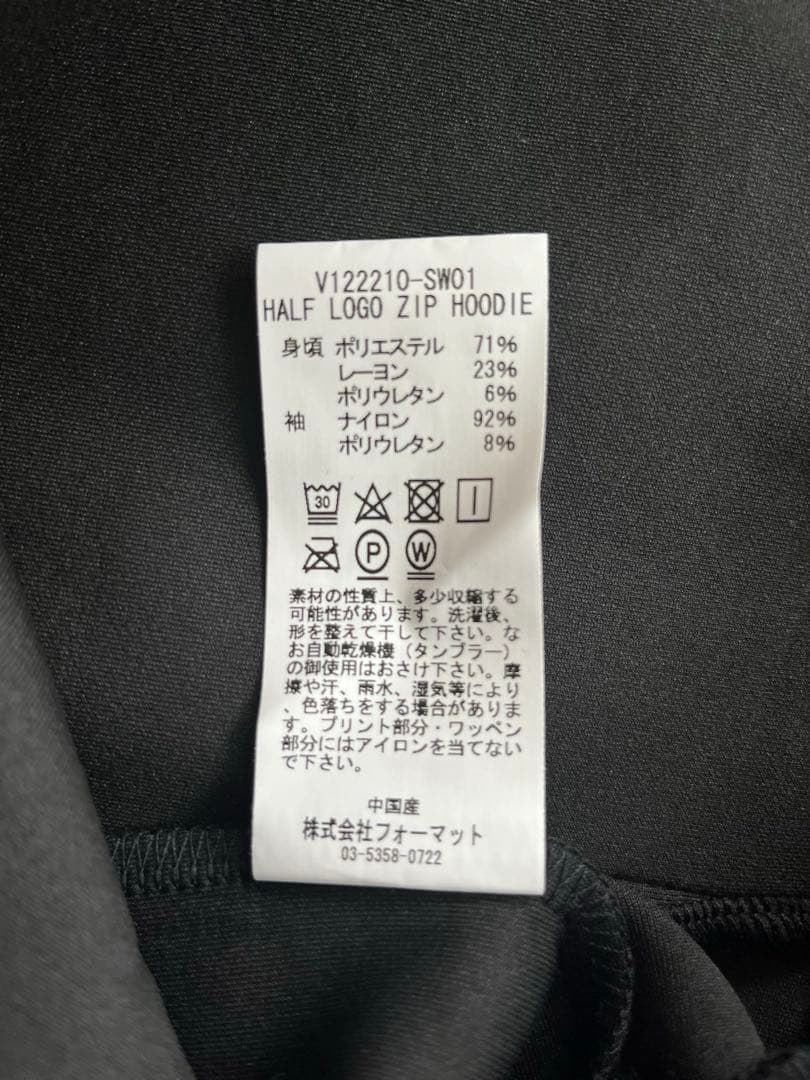 V122210-SW01
HALF LOGO ZIP HOODIE
身頃 ポリエステル 71%
レーヨン 23%
ポリウレタン 6%
袖 ナイロン 92%
ポリウレタン 8%
30
P W
素材の性質上、多少収縮する
可能性があります。洗濯後、
形を整えて干して下さい。な
お自動乾燥機（タンブラー）
の御使用はおさけ下さい。摩
擦や汗、雨水、湿気等により
、色落ちをする場合がありま
す。プリント部分・ワッペン
部分にはアイロンを当てない
で下さい。
中国産
株式会社フォーマット
03-5358-0722